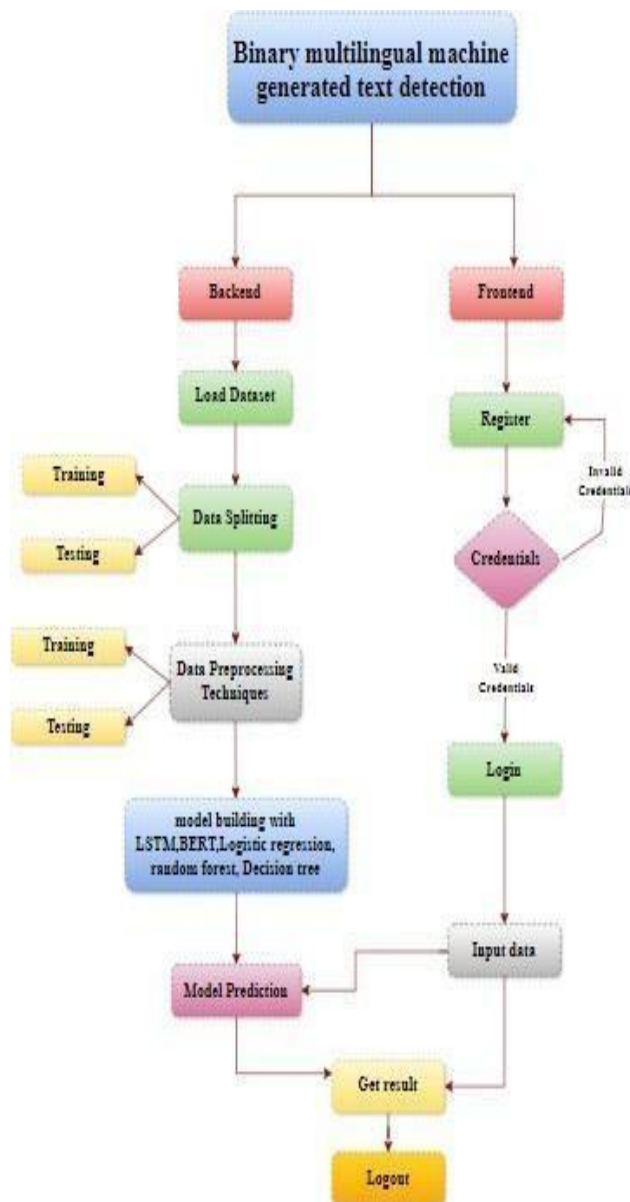 Binary multilingual machine
generated text detection
Backend
Frontend
Load Dataset
Register
Invalid
Credentials
Training
Data Splitting
Testing
Credentials
Training
Data Preprocessing
Techniques
Testing
Valid
Credentials
Login
model building with
LSTM,BERT,Logistic regression,
random forest, Decision tree
Input data
Model Prediction
Get result
Logout